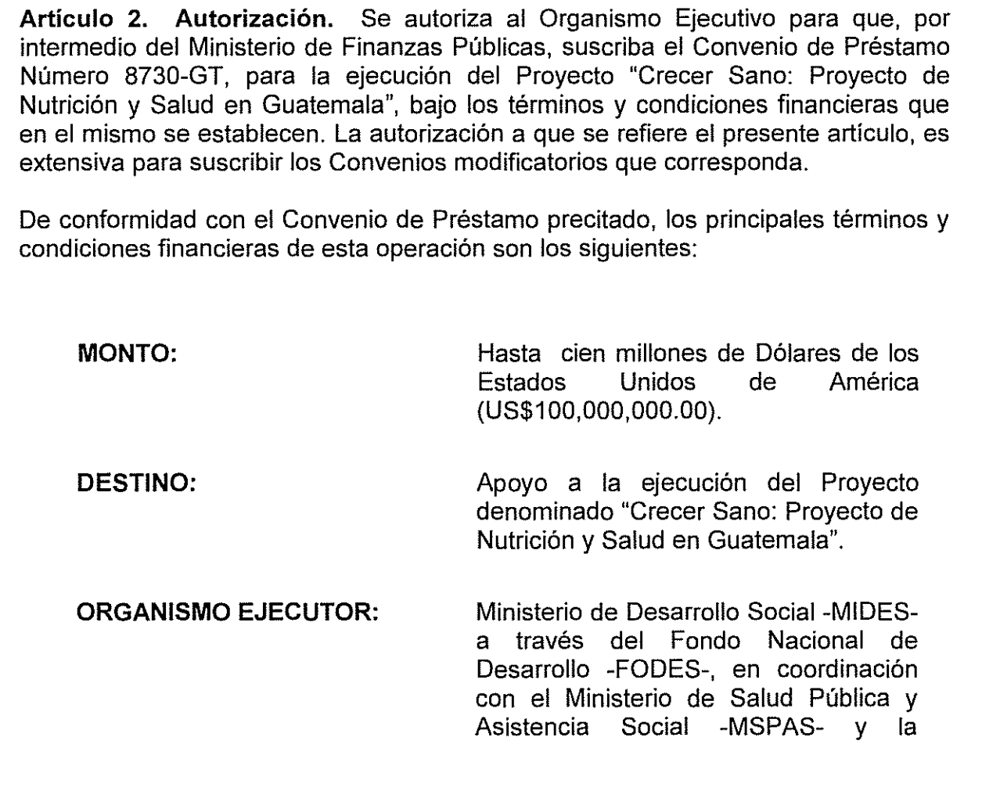 Artículo 2. Autorización. Se autoriza al Organismo Ejecutivo para que, por
intermedio del Ministerio de Finanzas Públicas, suscriba el Convenio de Préstamo
Número 8730-GT, para la ejecución del Proyecto “Crecer Sano: Proyecto de
Nutrición y Salud en Guatemala”, bajo los términos y condiciones financieras que
en el mismo se establecen. La autorización a que se refiere el presente artículo, es
extensiva para suscribir los Convenios modificatorios que corresponda.
De conformidad con el Convenio de Préstamo precitado, los principales términos y
condiciones financieras de esta operación son los siguientes:
MONTO:
Hasta cien millones de Dólares de los
Estados Unidos de América
(US$100,000,000.00).
DESTINO:
Apoyo a la ejecución del Proyecto
denominado “Crecer Sano: Proyecto de
Nutrición y Salud en Guatemala”.
ORGANISMO EJECUTOR:
Ministerio de Desarrollo Social -MIDES-
a través del Fondo Nacional de
Desarrollo -FODES-, en coordinación
con el Ministerio de Salud Pública y
Asistencia Social -MSPAS- y la